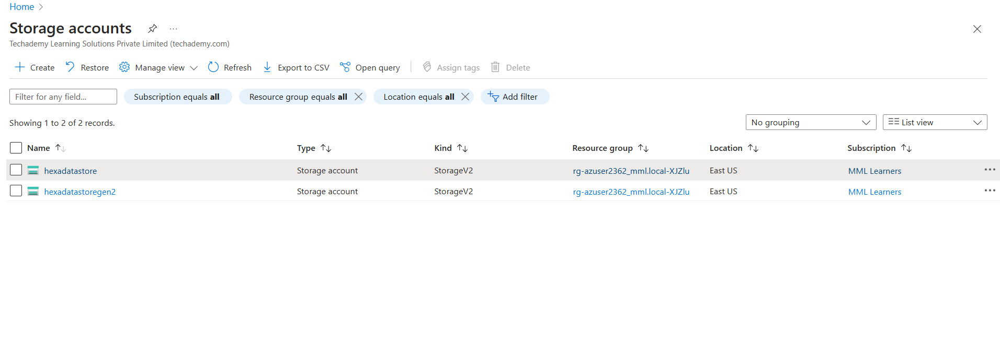 Home
Storage accounts
Techademy Learning Solutions Private Limited (techademy.com)
Create Restore Manage view Refresh Export to CSV Open query Assign tags Delete
Filter for any field... Subscription equals all Resource group equals all Location equals all Add filter
Showing 1 to 2 of 2 records. No grouping List view
Name Type Kind Resource group Location Subscription
hexadatastore Storage account StorageV2 rg-azuser2362_mml.local-XJZlu East US MML Learners
hexadatastoregen2 Storage account StorageV2 rg-azuser2362_mml.local-XJZlu East US MML Learners